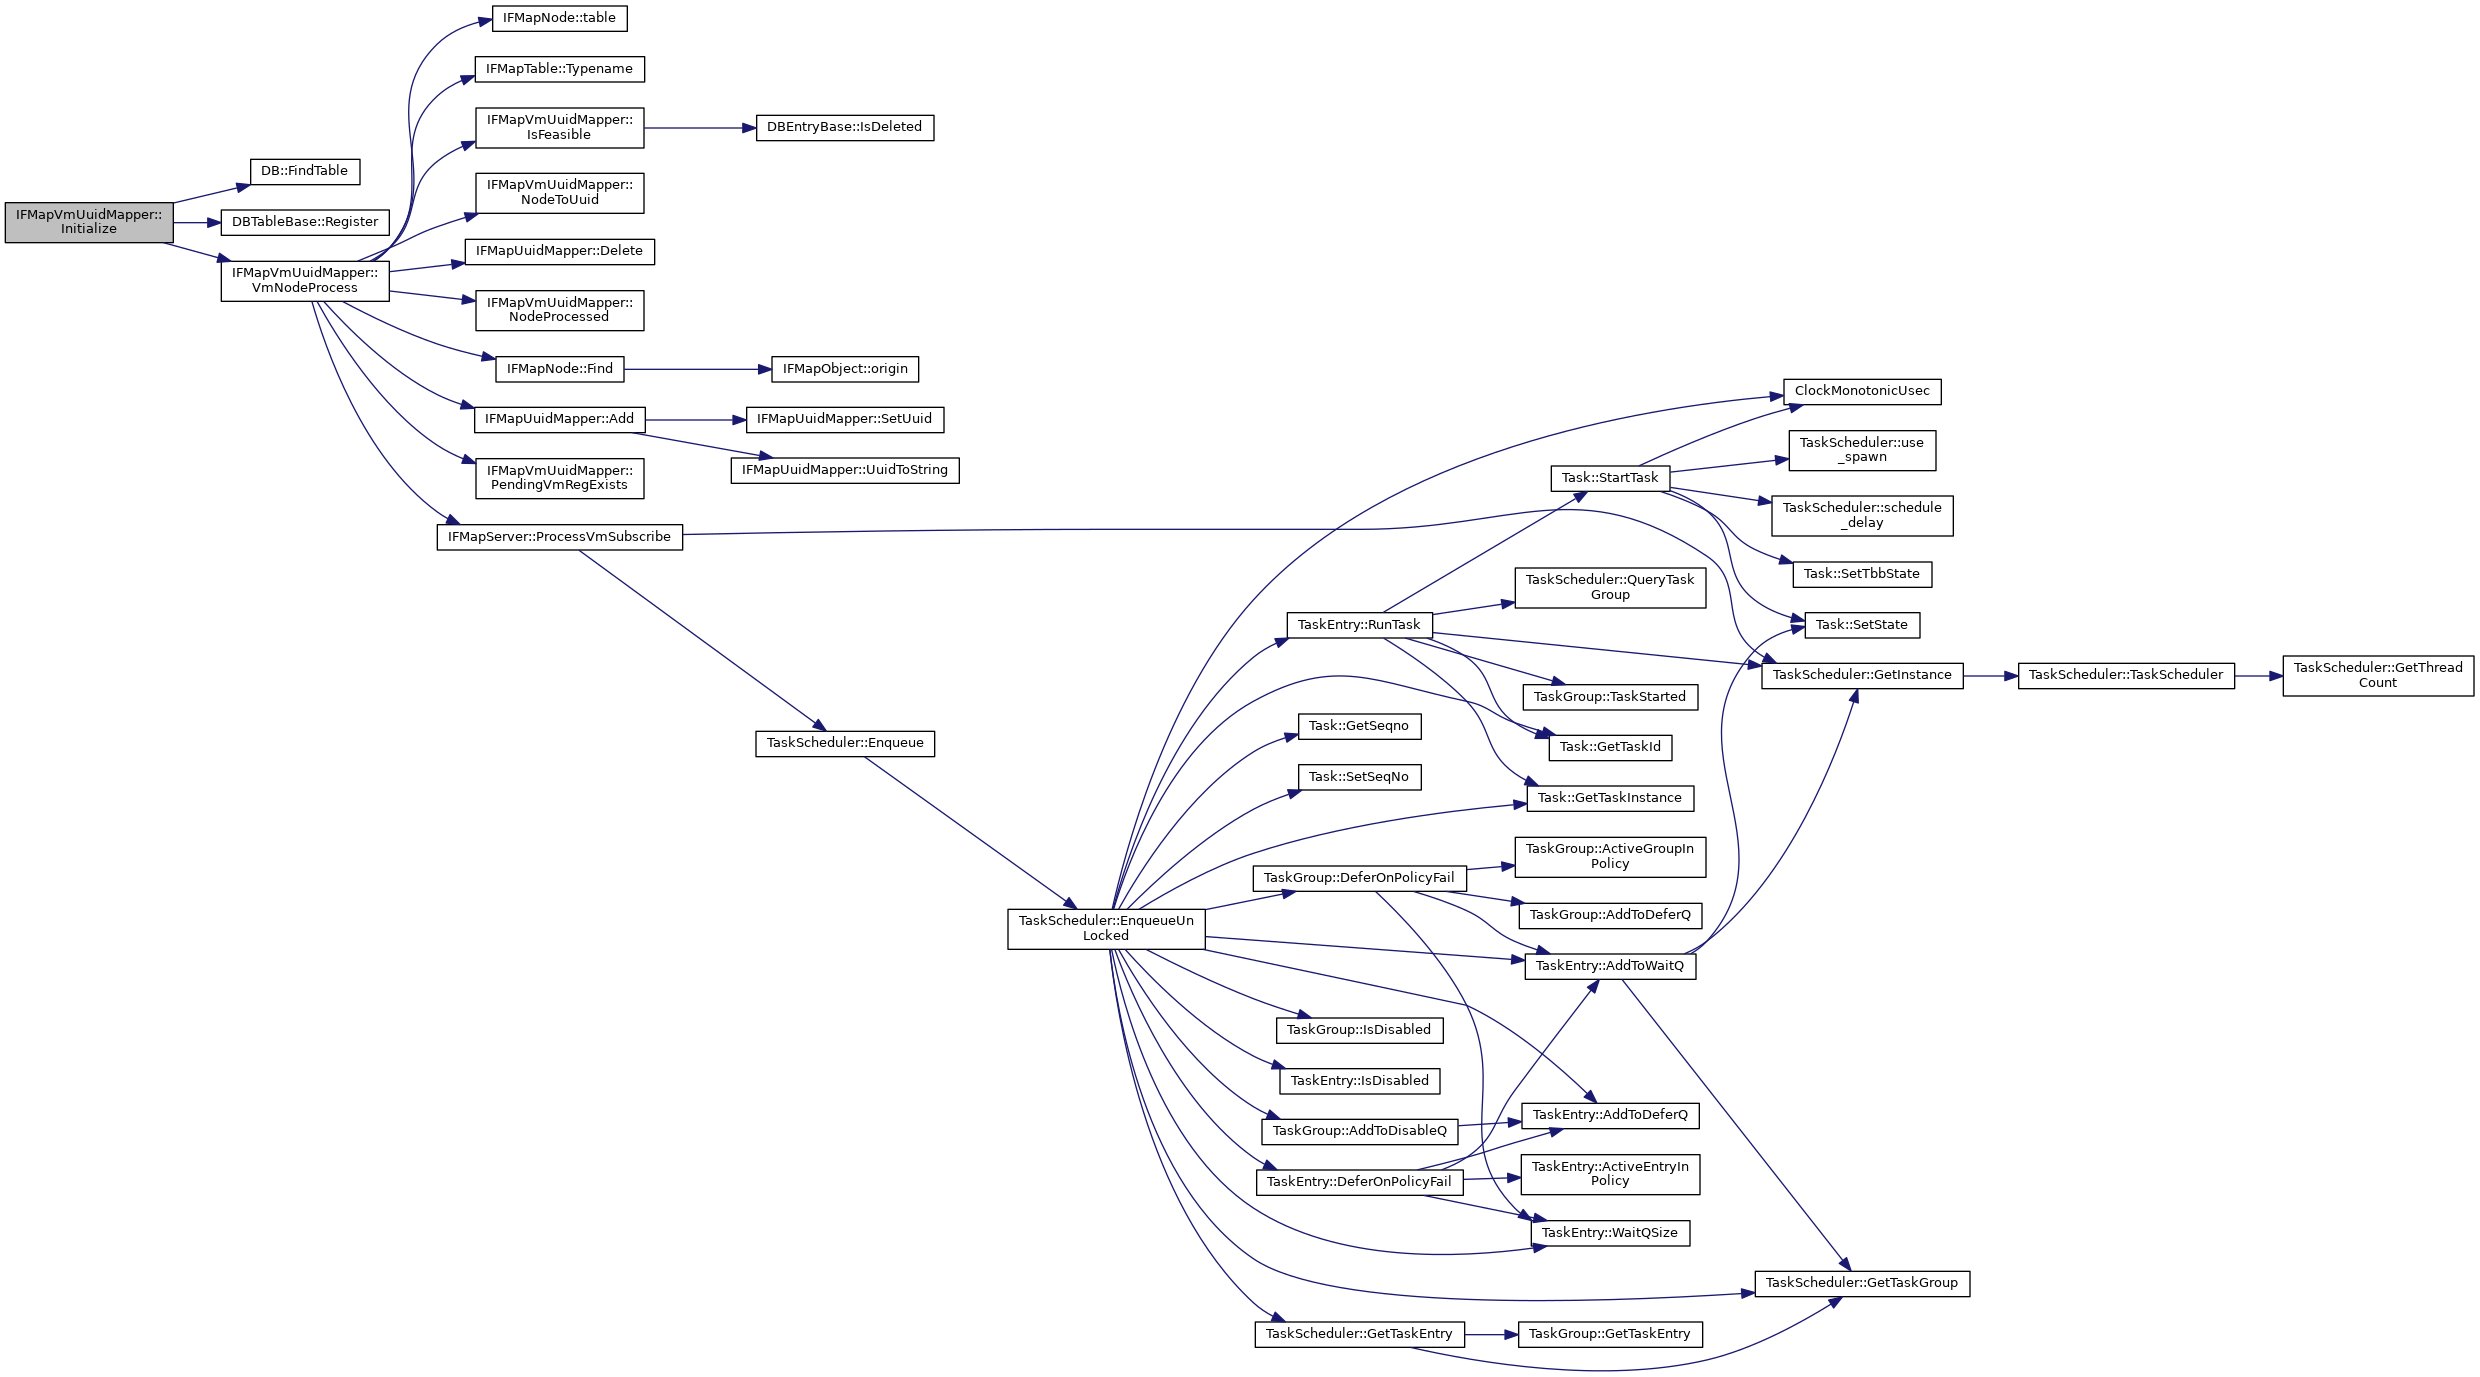 IFMapVmUuidMapper::
Initialize
DB::FindTable
DBTableBase::Register
IFMapVmUuidMapper::
VmNodeProcess
IFMapNode::table
IFMapTable::Typename
IFMapVmUuidMapper::
IsFeasible
DBEntryBase::IsDeleted
IFMapVmUuidMapper::
NodeToUuid
IFMapUuidMapper::Delete
IFMapVmUuidMapper::
NodeProcessed
IFMapNode::Find
IFMapObject::origin
IFMapUuidMapper::Add
IFMapUuidMapper::SetUuid
IFMapUuidMapper::UuidToString
IFMapVmUuidMapper::
PendingVmRegExists
IFMapServer::ProcessVmSubscribe
TaskScheduler::Enqueue
TaskScheduler::EnqueueUn
Locked
ClockMonotonicUsec
Task::StartTask
TaskScheduler::use
_spawn
TaskScheduler::schedule
_delay
Task::SetTbbState
Task::SetState
TaskEntry::RunTask
TaskScheduler::QueryTask
Group
TaskScheduler::GetInstance
TaskScheduler::TaskScheduler
TaskScheduler::GetThread
Count
TaskGroup::TaskStarted
Task::GetSeqno
Task::GetTaskId
Task::SetSeqNo
Task::GetTaskInstance
TaskGroup::DeferOnPolicyFail
TaskGroup::ActiveGroupIn
Policy
TaskGroup::AddToDeferQ
TaskEntry::AddToWaitQ
TaskGroup::IsDisabled
TaskEntry::IsDisabled
TaskGroup::AddToDisableQ
TaskEntry::AddToDeferQ
TaskEntry::DeferOnPolicyFail
TaskEntry::ActiveEntryIn
Policy
TaskEntry::WaitQSize
TaskScheduler::GetTaskGroup
TaskScheduler::GetTaskEntry
TaskGroup::GetTaskEntry